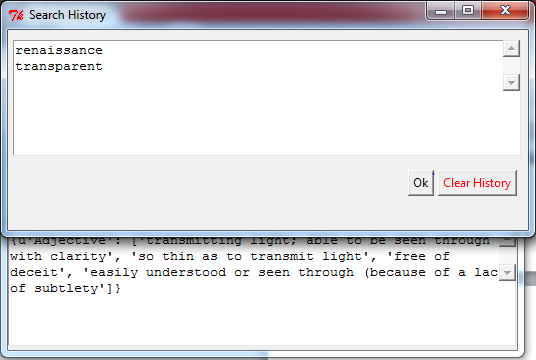 Search History
renaissance
transparent
Ok
Clear History
{u'Adjective': ['transmitting light; able to be seen through
with clarity', 'so thin as to transmit light', 'free of
deceit', 'easily understood or seen through (because of a lac
of subtlety']}